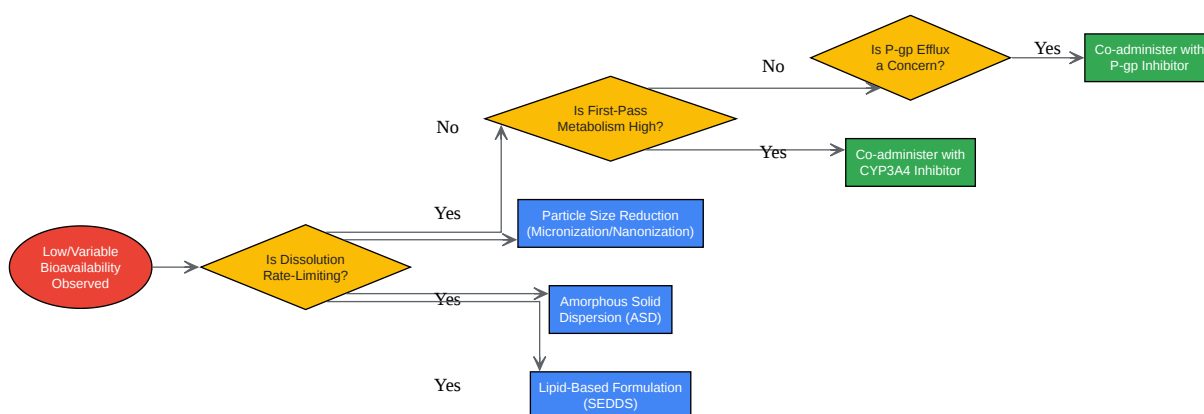 Low/Variable
Bioavailability
Observed
Is Dissolution
Rate-Limiting?
No
Yes
Yes
Yes
Is First-Pass
Metabolism High?
Particle Size Reduction
(Micronization/Nanonization)
Amorphous Solid
Dispersion (ASD)
Lipid-Based Formulation
(SEDDS)
No
Yes
Is P-gp Efflux
a Concern?
Co-administer with
CYP3A4 Inhibitor
Yes
Co-administer with
P-gp Inhibitor